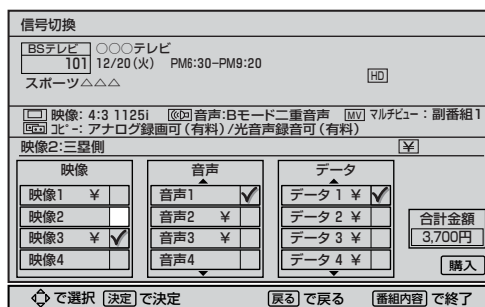 信号切換
BSテレビ ○○○テレビ
101 12/20(火) PM6:30-PM9:20
スポーツ△△△ HD
映像: 4:3 1125i 音声:Bモード二重音声 MV マルチビュー：副番組1
コピー: アナログ録画可(有料)/光音声録音可(有料)
映像2:三塁側 ¥
映像 音声 データ
映像1 ¥ 音声1 データ1 ¥
映像2 音声2 ¥ データ2 ¥
映像3 ¥ 音声3 ¥ データ3 ¥
映像4 音声4 データ4 ¥
合計金額
3,700円
購入
で選択 決定 で決定 戻る で戻る 番組内容 で終了